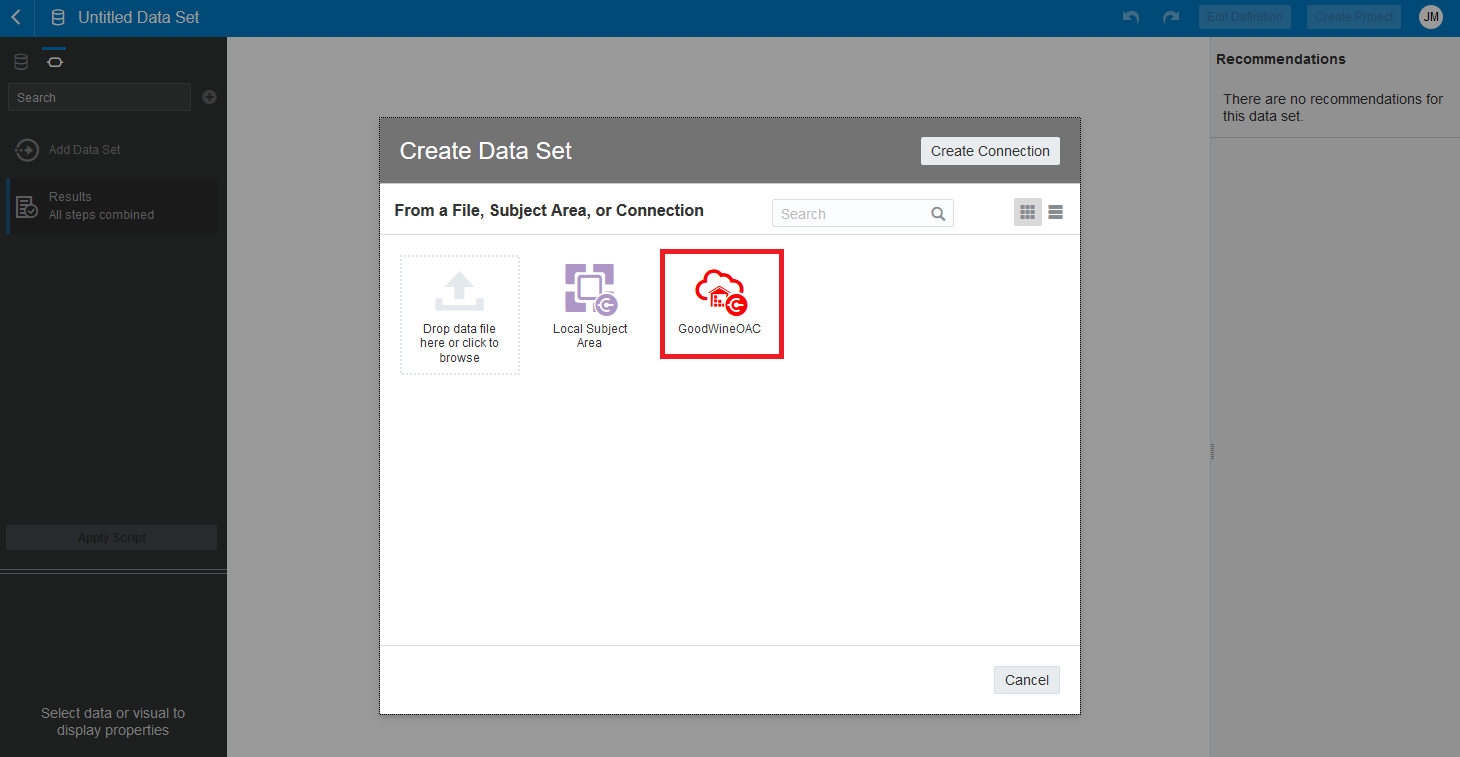 Untitled Data Set
Edit Definition
Create Project
JM
Search
Add Data Set
Results
All steps combined
Apply Script
Select data or visual to
display properties
Create Data Set
Create Connection
From a File, Subject Area, or Connection
Search
Drop data file
here or click to
browse
Local Subject
Area
GoodWineOAC
Cancel
Recommendations
There are no recommendations for
this data set.